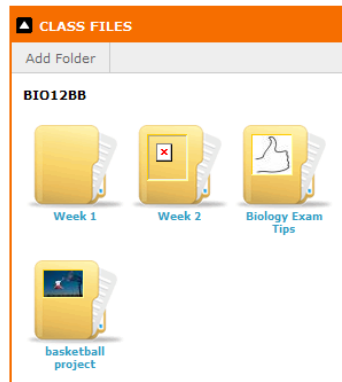 CLASS FILES
Add Folder
BIO12BB
Week 1
Week 2
Biology Exam
Tips
basketball
project